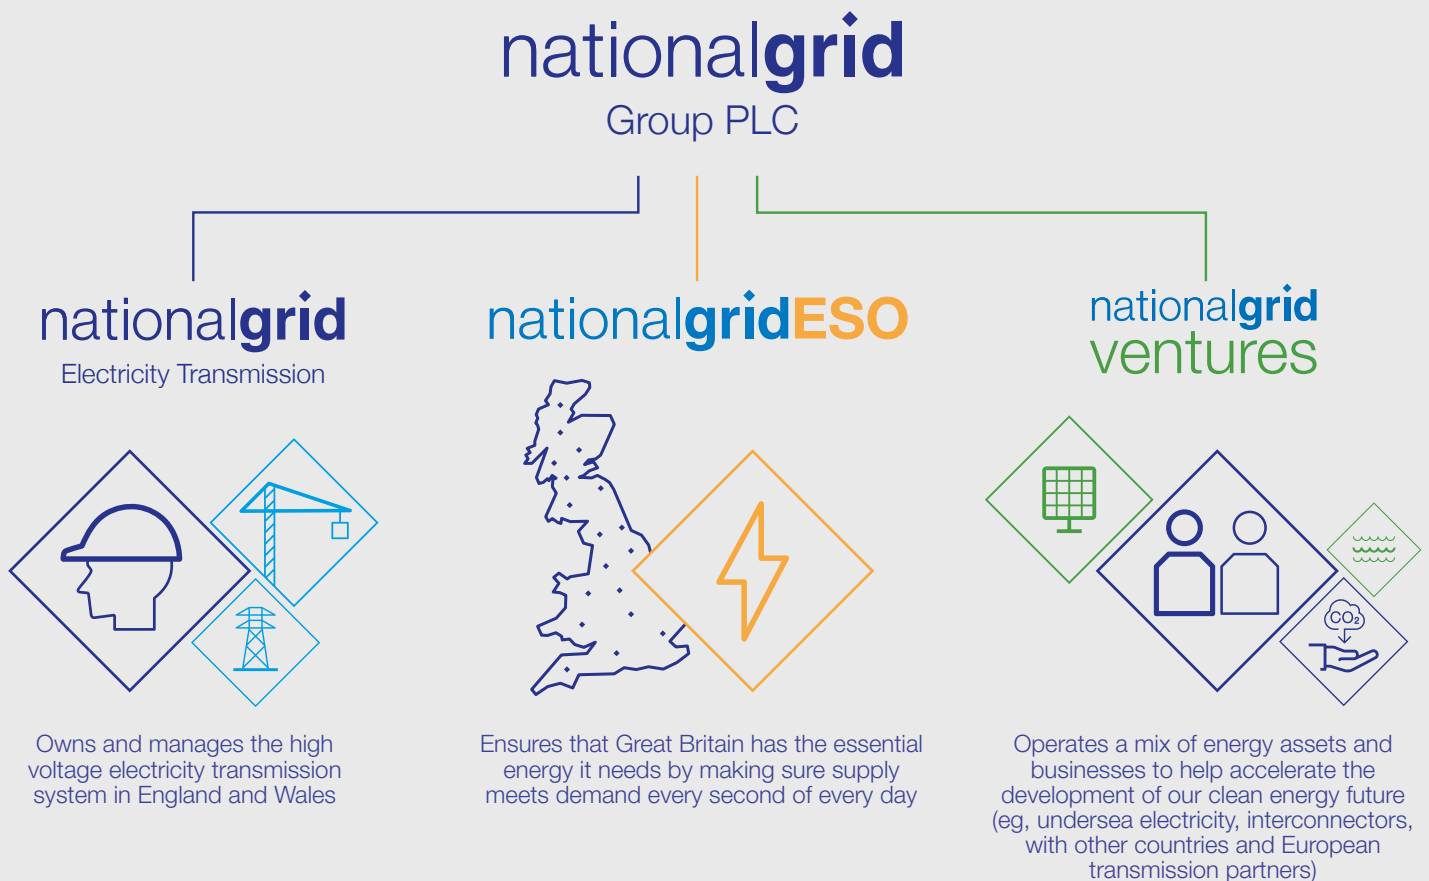 nationalgrid
Group PLC
nationalgrid
Electricity Transmission
nationalgridESO
nationalgrid
ventures
CO₂
Owns and manages the high
voltage electricity transmission
system in England and Wales
Ensures that Great Britain has the essential
energy it needs by making sure supply
meets demand every second of every day
Operates a mix of energy assets and
businesses to help accelerate the
development of our clean energy future
(eg, undersea electricity, interconnectors,
with other countries and European
transmission partners)